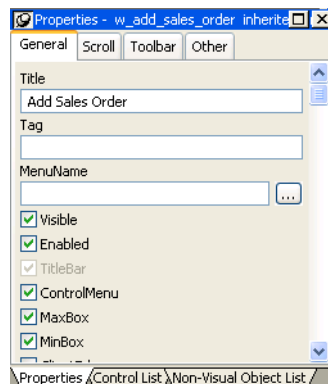 Properties - w_add_sales_order inherite
General Scroll Toolbar Other
Title
Add Sales Order
Tag
MenuName
...
Visible
Enabled
TitleBar
ControlMenu
MaxBox
MinBox
Properties Control List Non-Visual Object List